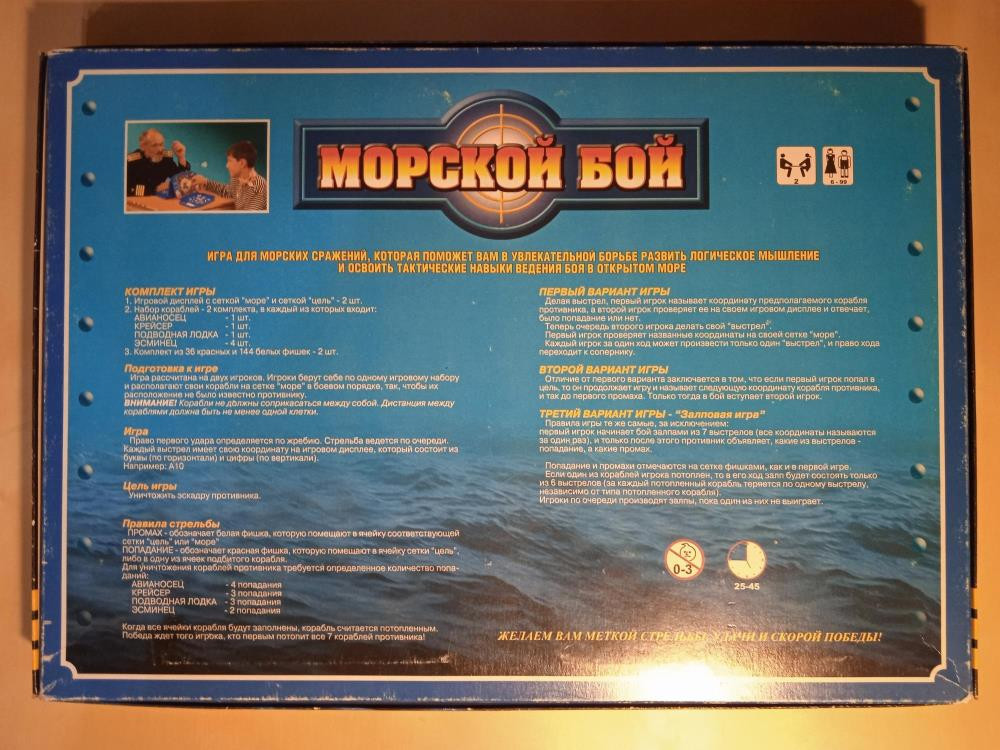 МОРСКОЙ БОЙ
2
6 - 99
ИГРА ДЛЯ МОРСКИХ СРАЖЕНИЙ, КОТОРАЯ ПОМОЖЕТ ВАМ В УВЛЕКАТЕЛЬНОЙ БОРЬБЕ РАЗВИТЬ ЛОГИЧЕСКОЕ МЫШЛЕНИЕ
И ОСВОИТЬ ТАКТИЧЕСКИЕ НАВЫКИ ВЕДЕНИЯ БОЯ В ОТКРЫТОМ МОРЕ
КОМПЛЕКТ ИГРЫ
1. Игровой дисплей с сеткой "море" и сеткой "цель" - 2 шт.
2. Набор кораблей - 2 комплекта, в каждый из которых входит:
АВИАНОСЕЦ - 1 шт.
КРЕЙСЕР - 1 шт.
ПОДВОДНАЯ ЛОДКА - 1 шт.
ЭСМИНЕЦ - 4 шт.
3. Комплект из 36 красных и 144 белых фишек - 2 шт.
Подготовка к игре
Игра рассчитана на двух игроков. Игроки берут себе по одному игровому набору
и располагают свои корабли на сетке "море" в боевом порядке, так, чтобы их
расположение не было известно противнику.
ВНИМАНИЕ! Корабли не должны соприкасаться между собой. Дистанция между
кораблями должна быть не менее одной клетки.
Игра
Право первого удара определяется по жребию. Стрельба ведется по очереди.
Каждый выстрел имеет свою координату на игровом дисплее, который состоит из
буквы (по горизонтали) и цифры (по вертикали).
Например: А10
Цель игры
Уничтожить эскадру противника.
Правила стрельбы
ПРОМАХ - обозначает белая фишка, которую помещают в ячейку соответствующей
сетки "цель" или "море"
ПОПАДАНИЕ - обозначает красная фишка, которую помещают в ячейку сетки "цель",
либо в одну из ячеек подбитого корабля.
Для уничтожения кораблей противника требуется определенное количество попа-
даний:
АВИАНОСЕЦ - 4 попадания
КРЕЙСЕР - 3 попадания
ПОДВОДНАЯ ЛОДКА - 3 попадания
ЭСМИНЕЦ - 2 попадания
Когда все ячейки корабля будут заполнены, корабль считается потопленным.
Победа ждет того игрока, кто первым потопит все 7 кораблей противника!
ПЕРВЫЙ ВАРИАНТ ИГРЫ
Делая выстрел, первый игрок называет координату предполагаемого корабля
противника, а второй игрок проверяет ее на своем игровом дисплее и отвечает,
было попадание или нет.
Теперь очередь второго игрока делать свой "выстрел".
Первый игрок проверяет названные координаты на своей сетке "море".
Каждый игрок за один ход может произвести только один "выстрел", и право хода
переходит к сопернику.
ВТОРОЙ ВАРИАНТ ИГРЫ
Отличие от первого варианта заключается в том, что если первый игрок попал в
цель, то он продолжает игру и называет следующую координату корабля противника,
и так до первого промаха. Только тогда в бой вступает второй игрок.
ТРЕТИЙ ВАРИАНТ ИГРЫ - "Залповая игра"
Правила игры те же самые, за исключением:
первый игрок начинает бой залпами из 7 выстрелов (все координаты называются
за один раз), и только после этого противник объявляет, какие из выстрелов -
попадание, а какие промах.
Попадание и промахи отмечаются на сетке фишками, как и в первой игре.
Если один из кораблей игрока потоплен, то в его ход залп будет состоять только
из 6 выстрелов (за каждый потопленный корабль теряется по одному выстрелу,
независимо от типа потопленного корабля).
Игроки по очереди производят залпы, пока один из них не выиграет.
0-3
25-45
ЖЕЛАЕМ ВАМ МЕТКОЙ СТРЕЛЬБЫ, УДАЧИ И СКОРОЙ ПОБЕДЫ!